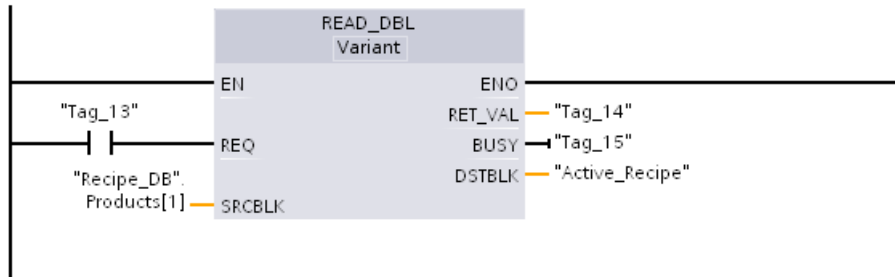 READ_DBL
Variant
EN
ENO
"Tag_13"
RET_VAL
"Tag_14"
REQ
BUSY
"Tag_15"
"Recipe_DB".
Products[1]
SRCBLK
DSTBLK
"Active_Recipe"